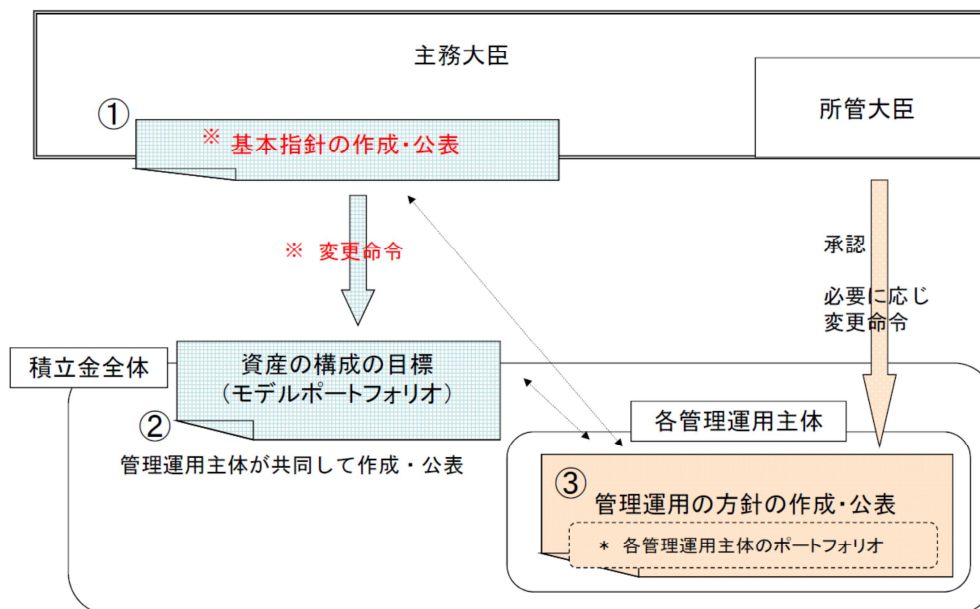 主務大臣
所管大臣
①
※ 基本指針の作成・公表
※ 変更命令
承認
必要に応じ
変更命令
積立金全体
資産の構成の目標
（モデルポートフォリオ）
②
管理運用主体が共同して作成・公表
各管理運用主体
③
管理運用の方針の作成・公表
* 各管理運用主体のポートフォリオ